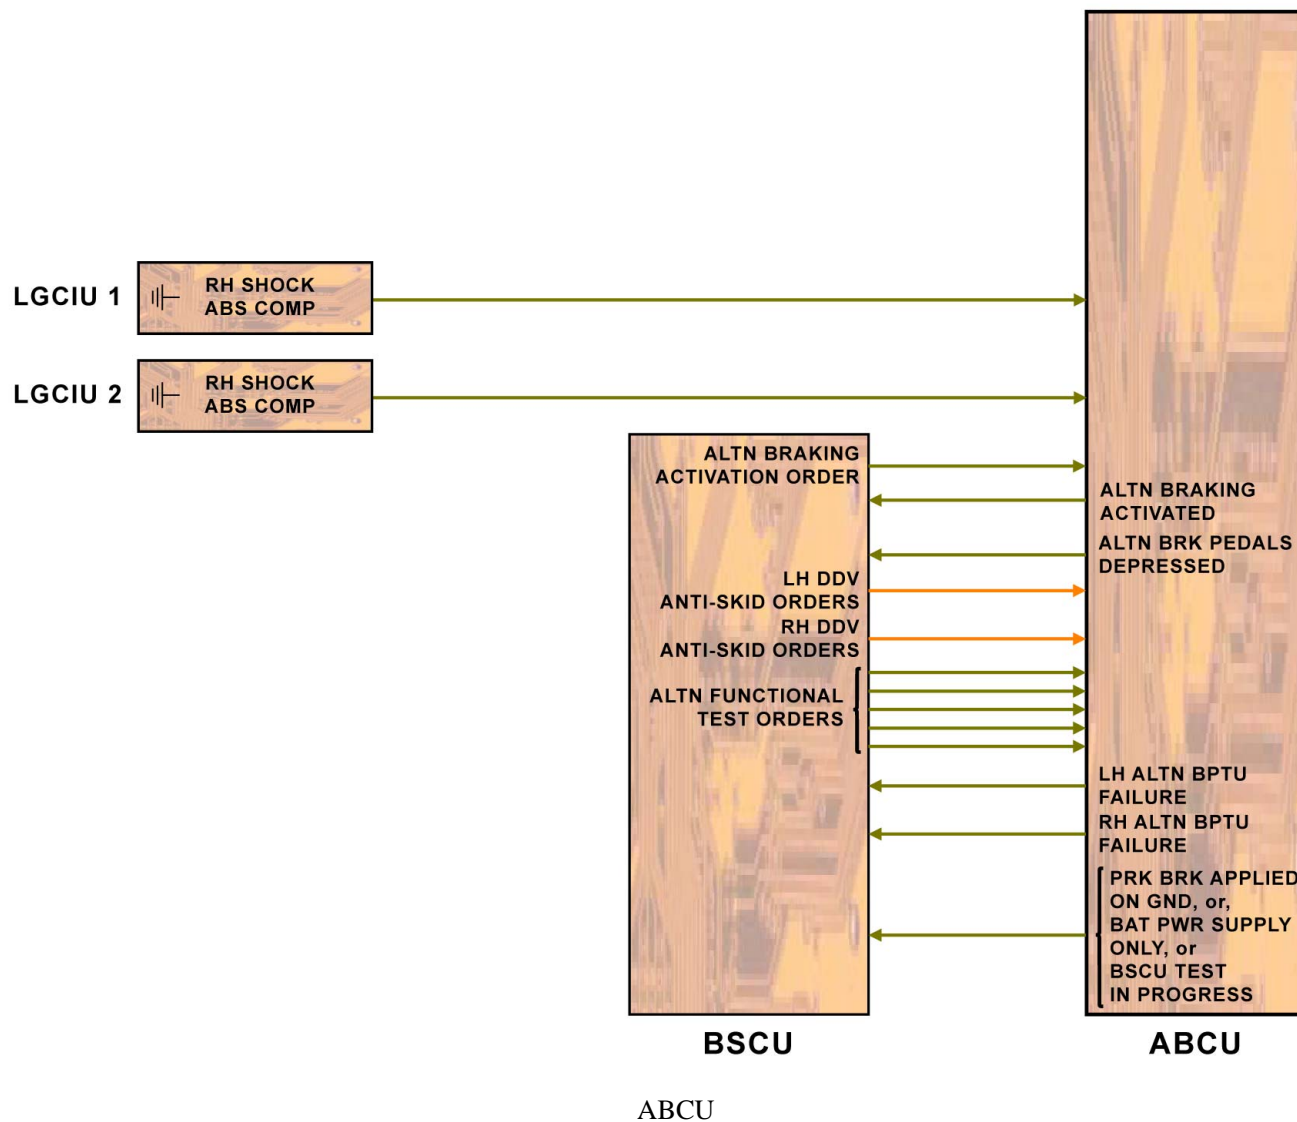 LGCIU 1
RH SHOCK
ABS COMP
LGCIU 2
RH SHOCK
ABS COMP
ALTN BRAKING
ACTIVATION ORDER
ALTN BRAKING
ACTIVATED
ALTN BRK PEDALS
DEPRESSED
LH DDV
ANTI-SKID ORDERS
RH DDV
ANTI-SKID ORDERS
ALTN FUNCTIONAL
TEST ORDERS
LH ALTN BPTU
FAILURE
RH ALTN BPTU
FAILURE
PRK BRK APPLIED
ON GND, or,
BAT PWR SUPPLY
ONLY, or
BSCU TEST
IN PROGRESS
BSCU
ABCU
ABCU